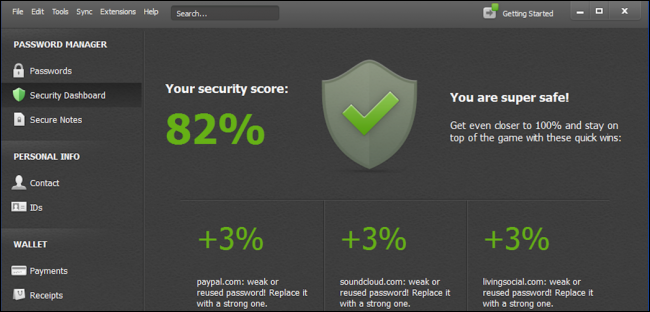 File Edit Tools Sync Extensions Help Search... Getting Started
PASSWORD MANAGER
Passwords
Security Dashboard
Secure Notes
PERSONAL INFO
Contact
IDs
WALLET
Payments
Receipts
Your security score:
82%
You are super safe!
Get even closer to 100% and stay on
top of the game with these quick wins:
+3%
paypal.com: weak or
reused password! Replace it
with a strong one.
+3%
soundcloud.com: weak or
reused password! Replace it
with a strong one.
+3%
livingsocial.com: weak or
reused password! Replace it
with a strong one.